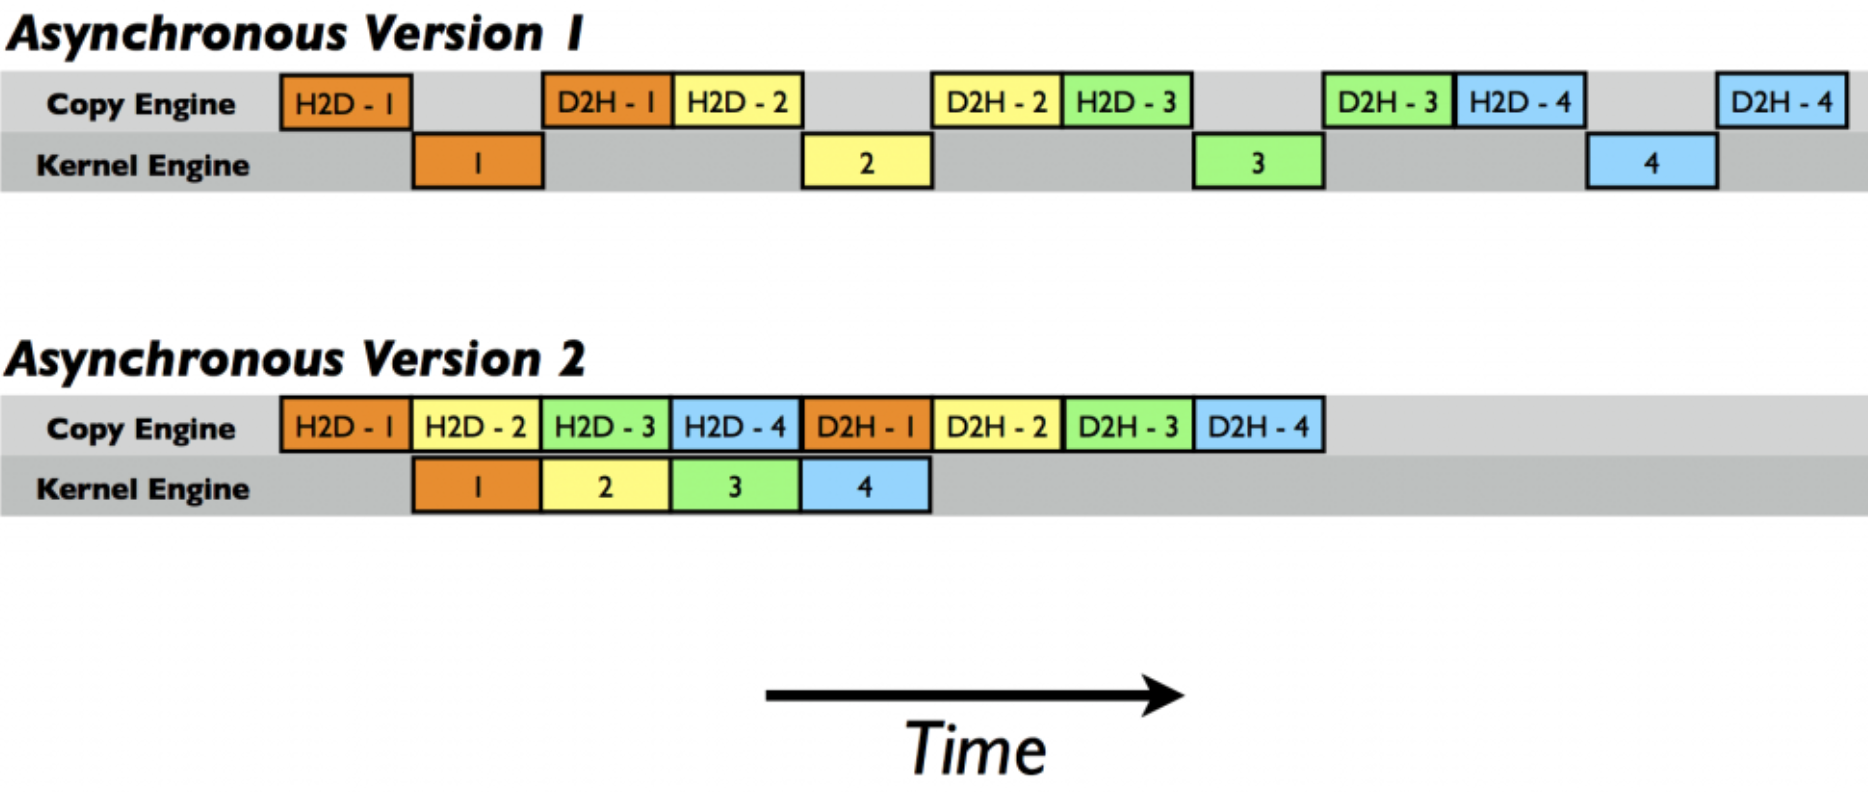 Asynchronous Version 1
Copy Engine H2D - 1 D2H - 1 H2D - 2 D2H - 2 H2D - 3 D2H - 3 H2D - 4 D2H - 4
Kernel Engine 1 2 3 4
Asynchronous Version 2
Copy Engine H2D - 1 H2D - 2 H2D - 3 H2D - 4 D2H - 1 D2H - 2 D2H - 3 D2H - 4
Kernel Engine 1 2 3 4
Time